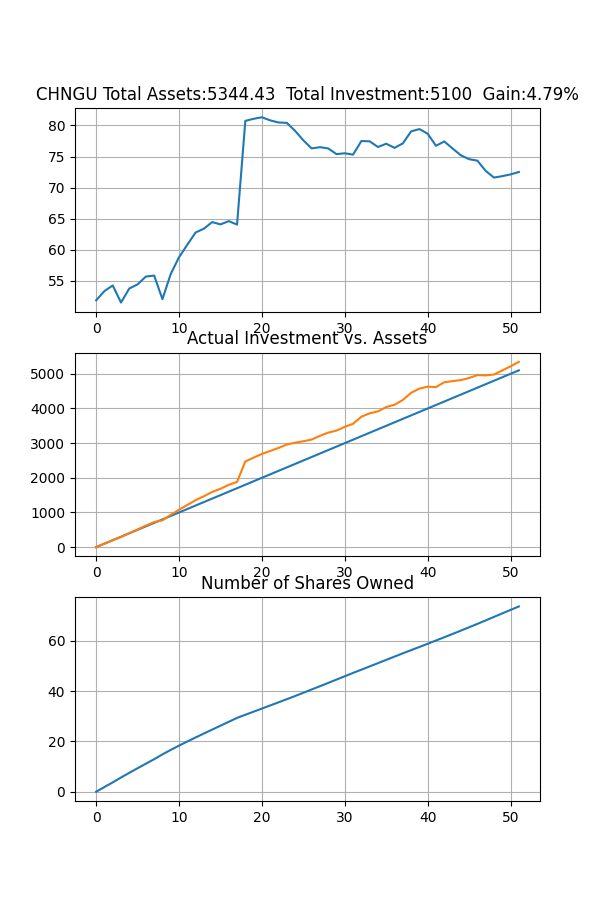 CHNGU Total Assets:5344.43  Total Investment:5100  Gain:4.79%
80
75
70
65
60
55
0 10 20 30 40 50
Actual Investment vs. Assets
5000
4000
3000
2000
1000
0
0 10 20 30 40 50
Number of Shares Owned
60
40
20
0
0 10 20 30 40 50